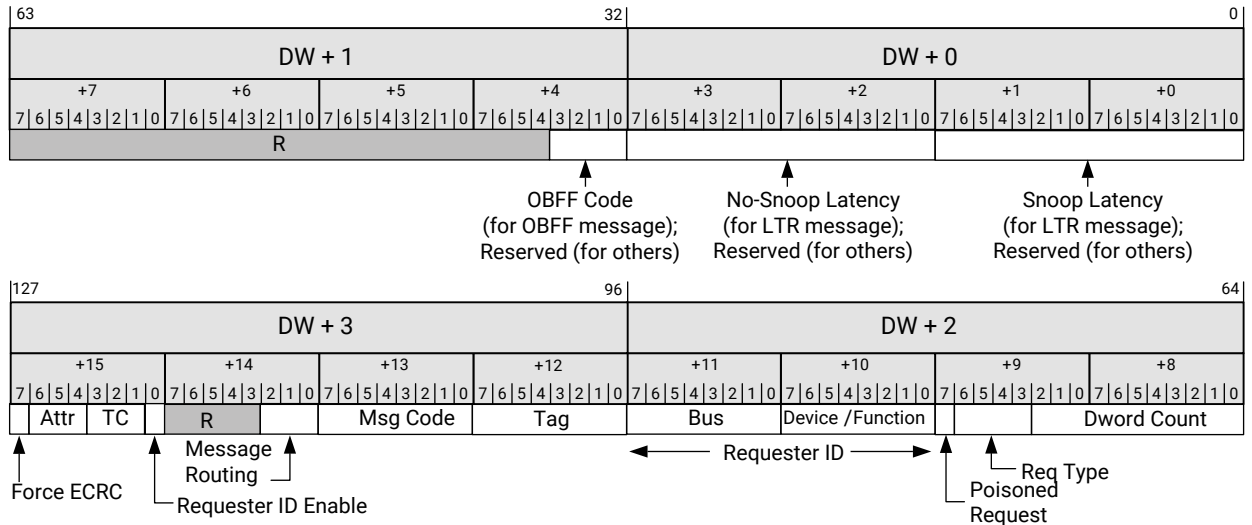 63 32 0
DW + 1 DW + 0
+7 +6 +5 +4 +3 +2 +1 +0
7 6 5 4 3 2 1 0 7 6 5 4 3 2 1 0 7 6 5 4 3 2 1 0 7 6 5 4 3 2 1 0 7 6 5 4 3 2 1 0 7 6 5 4 3 2 1 0 7 6 5 4 3 2 1 0 7 6 5 4 3 2 1 0
R
OBFF Code No-Snoop Latency Snoop Latency
(for OBFF message); (for LTR message); (for LTR message);
Reserved (for others) Reserved (for others) Reserved (for others)
127 96 64
DW + 3 DW + 2
+15 +14 +13 +12 +11 +10 +9 +8
7 6 5 4 3 2 1 0 7 6 5 4 3 2 1 0 7 6 5 4 3 2 1 0 7 6 5 4 3 2 1 0 7 6 5 4 3 2 1 0 7 6 5 4 3 2 1 0 7 6 5 4 3 2 1 0 7 6 5 4 3 2 1 0
Attr TC R Msg Code Tag Bus Device /Function Dword Count
Message Requester ID
Routing Req Type
Force ECRC Poisoned
Requester ID Enable Request